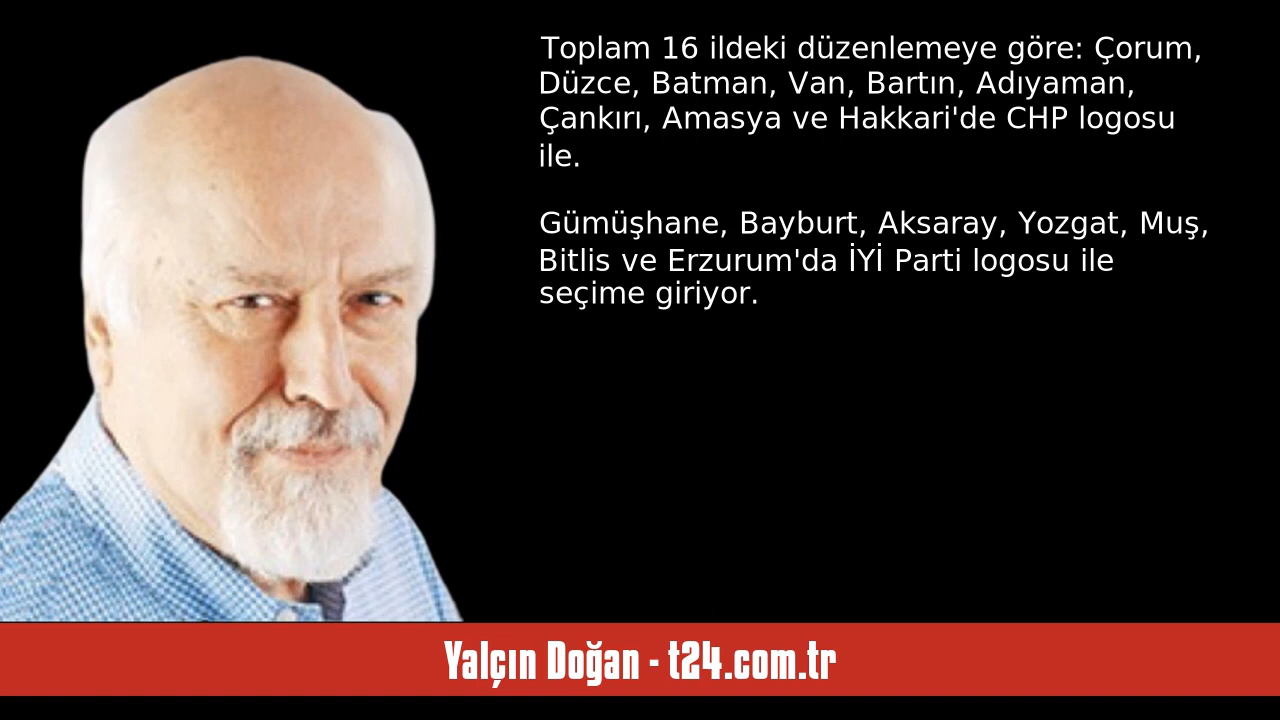 Toplam 16 ildeki düzenlemeye göre: Çorum,
Düzce, Batman, Van, Bartın, Adıyaman,
Çankırı, Amasya ve Hakkari'de CHP logosu
ile.
Gümüşhane, Bayburt, Aksaray, Yozgat, Muş,
Bitlis ve Erzurum'da İYİ Parti logosu ile
seçime giriyor.
Yalçın Doğan - t24.com.tr